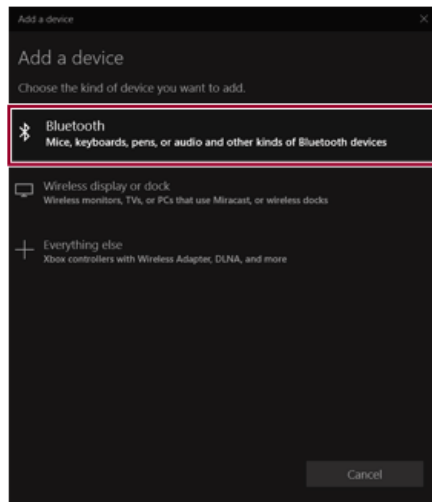 Add a device
Add a device
Choose the kind of device you want to add.
Bluetooth
Mice, keyboards, pens, or audio and other kinds of Bluetooth devices
Wireless display or dock
Wireless monitors, TVs, or PCs that use Miracast, or wireless docks
Everything else
Xbox controllers with Wireless Adapter, DLNA, and more
Cancel